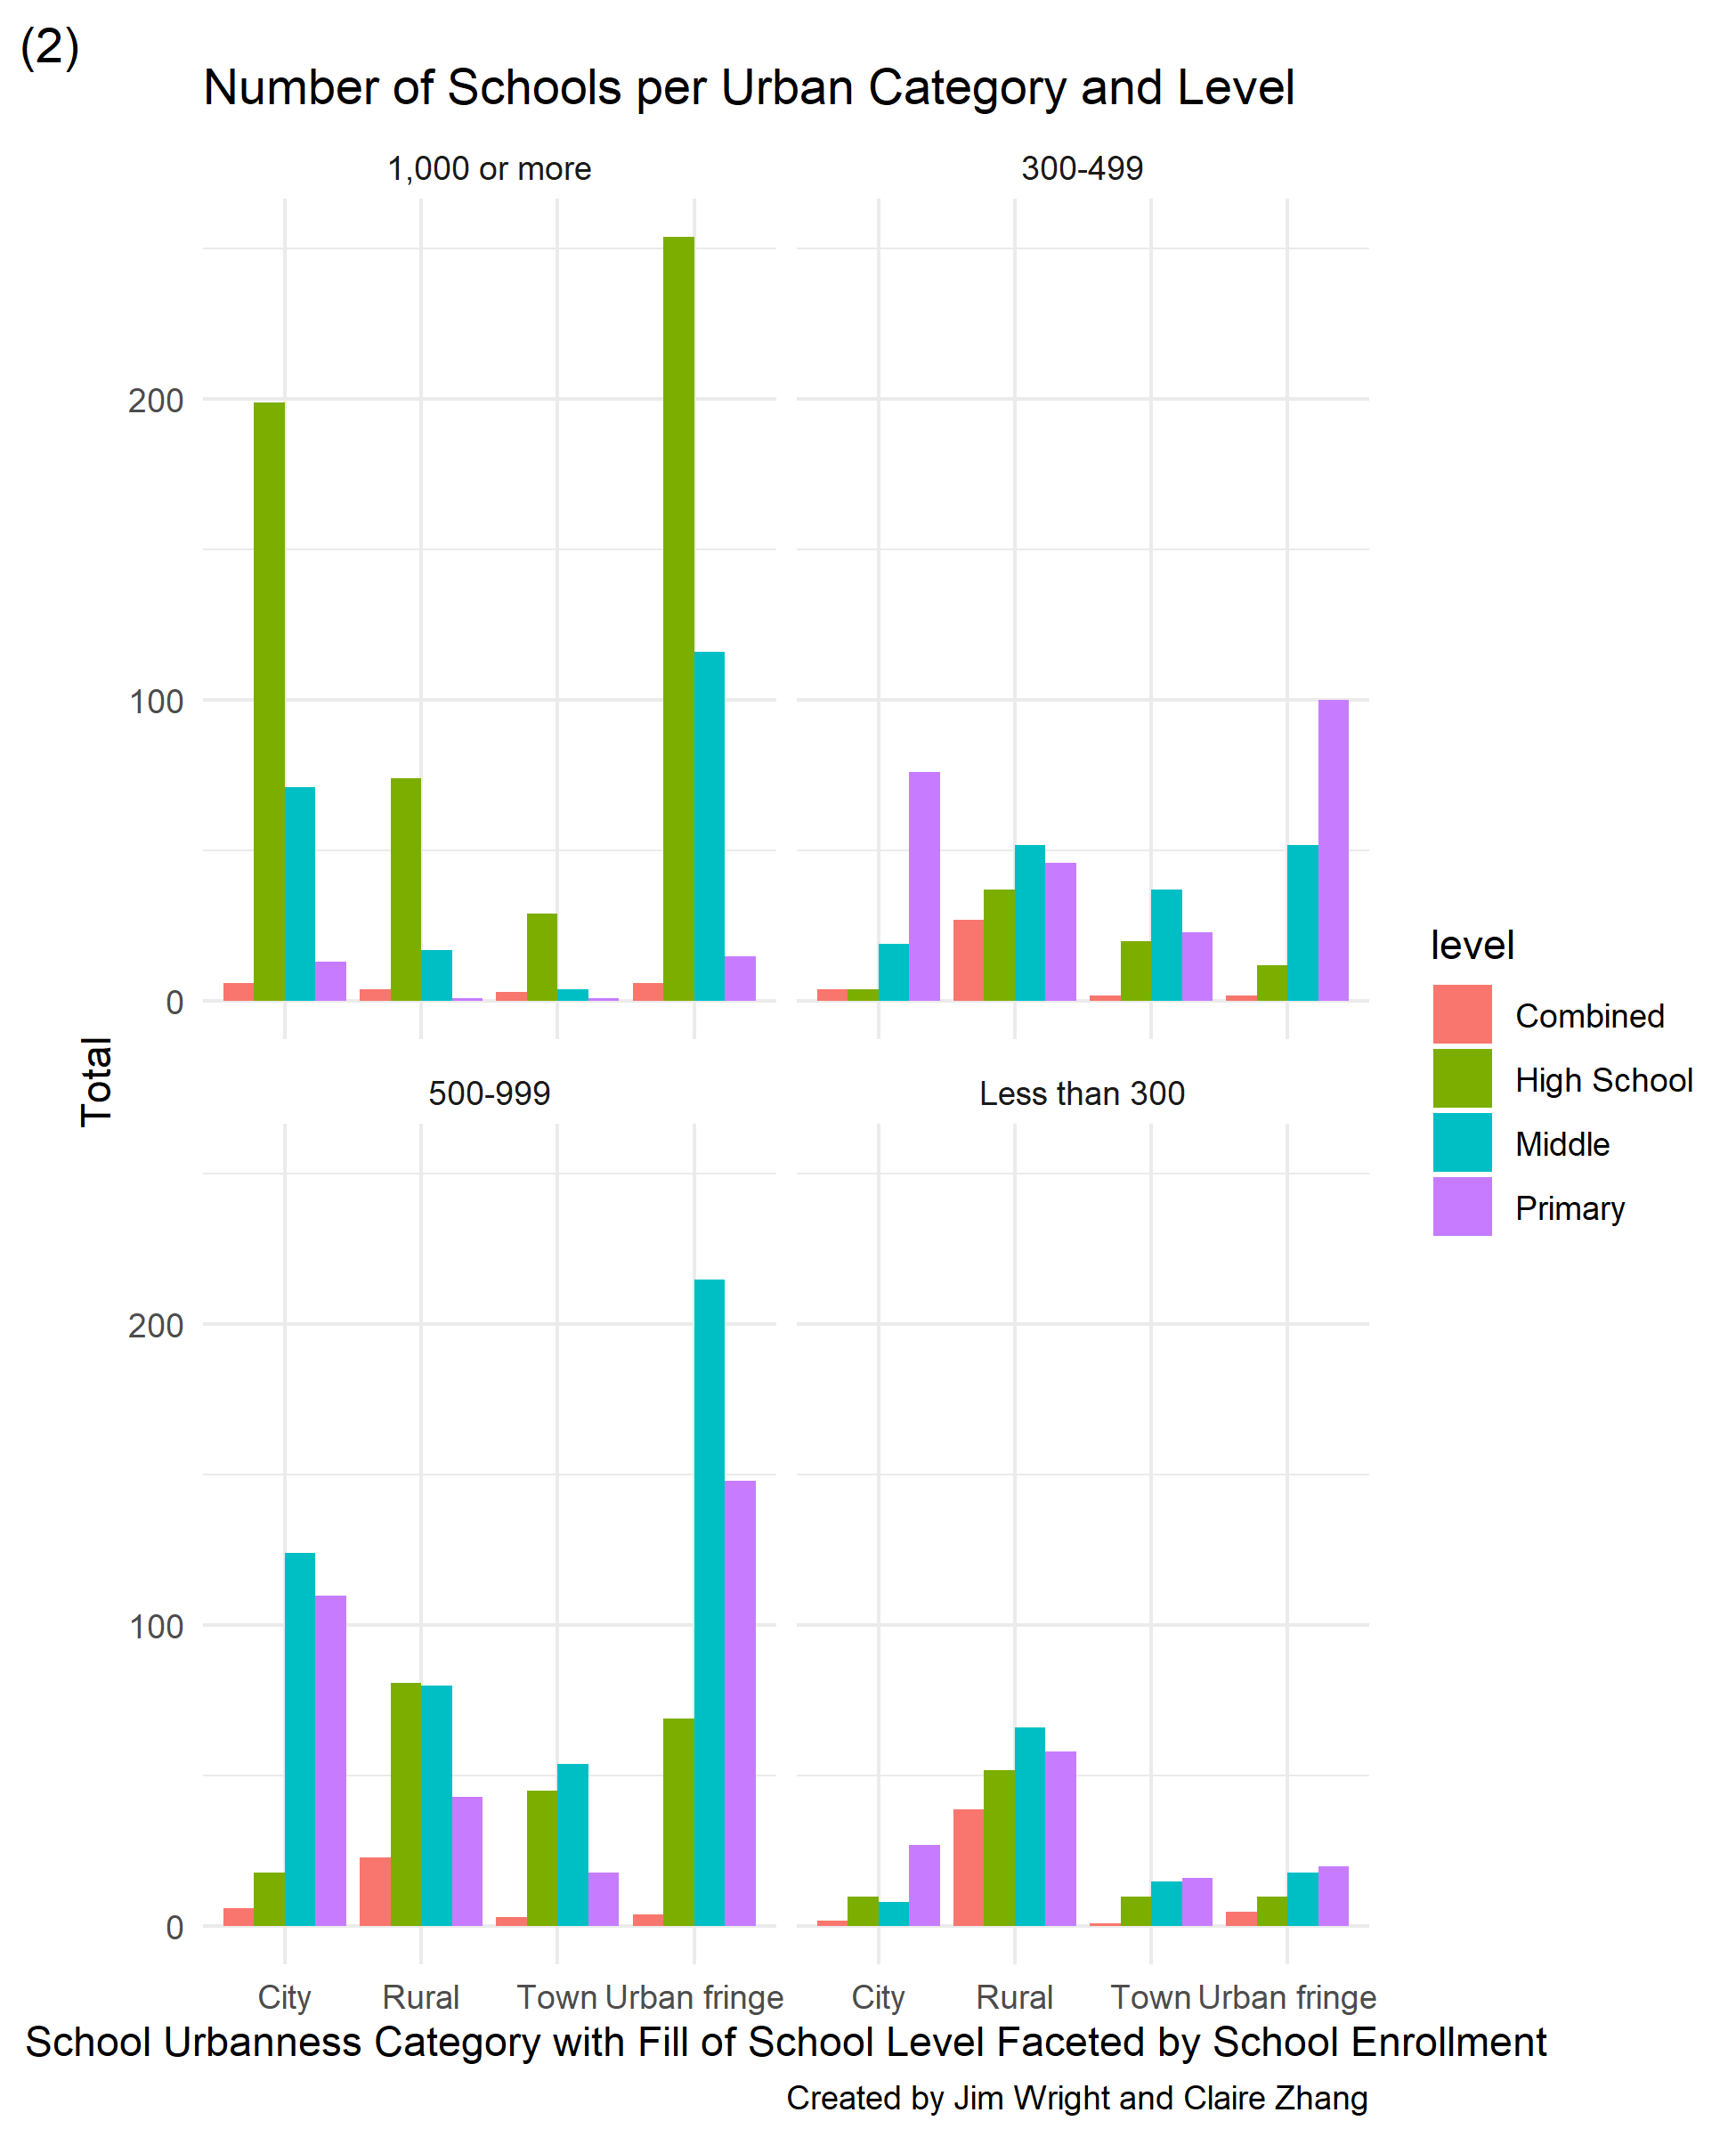 (2)
Number of Schools per Urban Category and Level
1,000 or more
300-499
200
100
0
Total
500-999
Less than 300
200
100
0
City
Rural
Town
Urban fringe
City
Rural
Town
Urban fringe
School Urbanness Category with Fill of School Level Faceted by School Enrollment
Created by Jim Wright and Claire Zhang
level
Combined
High School
Middle
Primary